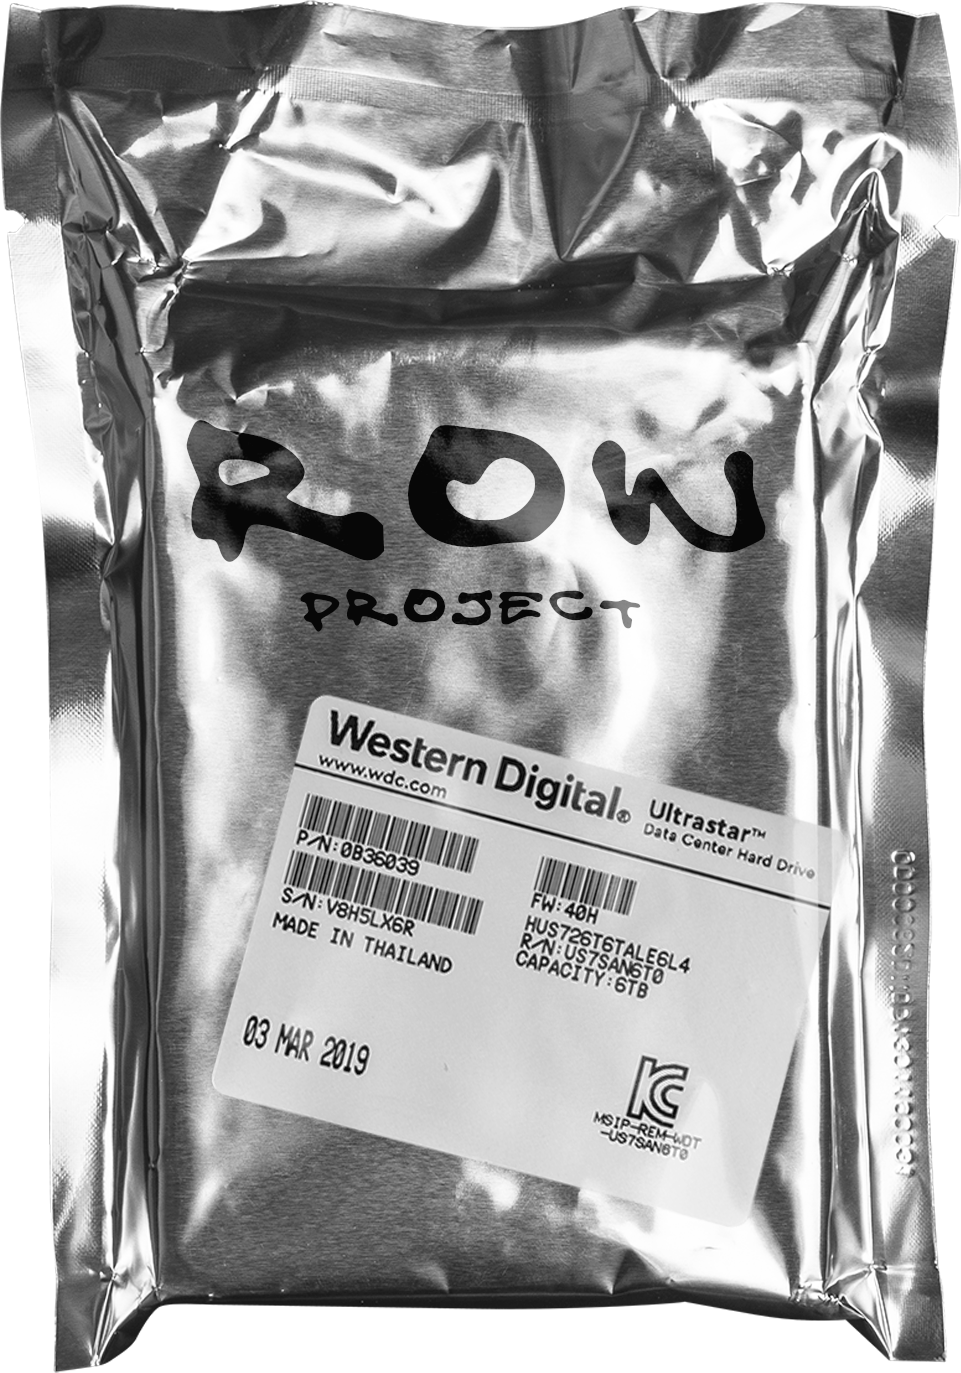 ROW
PROJECT
Western Digital®
www.wdc.com
Ultrastar™
Data Center Hard Drive
P/N:0B36039
S/N:V8H5LX6R
MADE IN THAILAND
FW:40H
HUS726T6TALE6L4
R/N:US7SAN6T0
CAPACITY:6TB
03 MAR 2019
KC
MSIP-REM-WDT
-US7SAN6T0